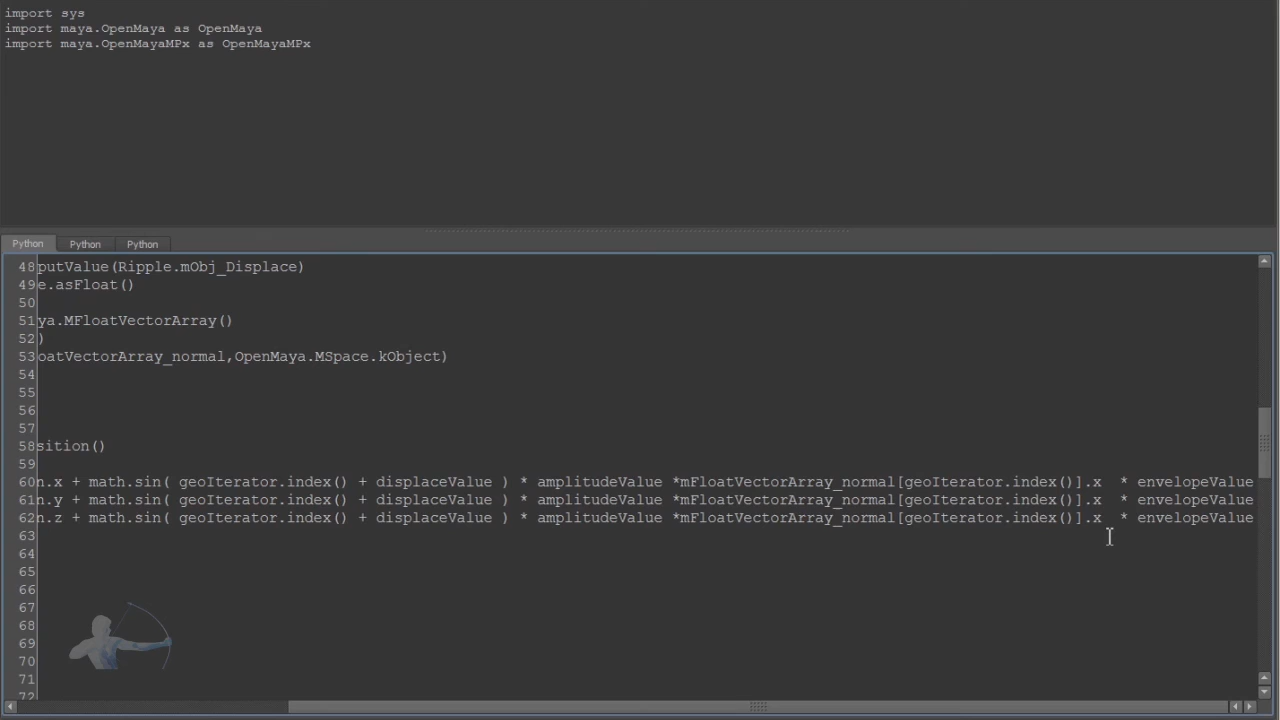 import sys
import maya.OpenMaya as OpenMaya
import maya.OpenMayaMPx as OpenMayaMPx
Python Python Python
48 putValue(Ripple.mObj_Displace)
49 e.asFloat()
50
51 ya.MFloatVectorArray()
52 )
53 oatVectorArray_normal,OpenMaya.MSpace.kObject)
54
55
56
57
58 sition()
59
60 n.x + math.sin( geoIterator.index() + displaceValue ) * amplitudeValue *mFloatVectorArray_normal[geoIterator.index()].x  * envelopeValue
61 n.y + math.sin( geoIterator.index() + displaceValue ) * amplitudeValue *mFloatVectorArray_normal[geoIterator.index()].x  * envelopeValue
62 n.z + math.sin( geoIterator.index() + displaceValue ) * amplitudeValue *mFloatVectorArray_normal[geoIterator.index()].x  * envelopeValue
63
64
65
66
67
68
69
70
71
72